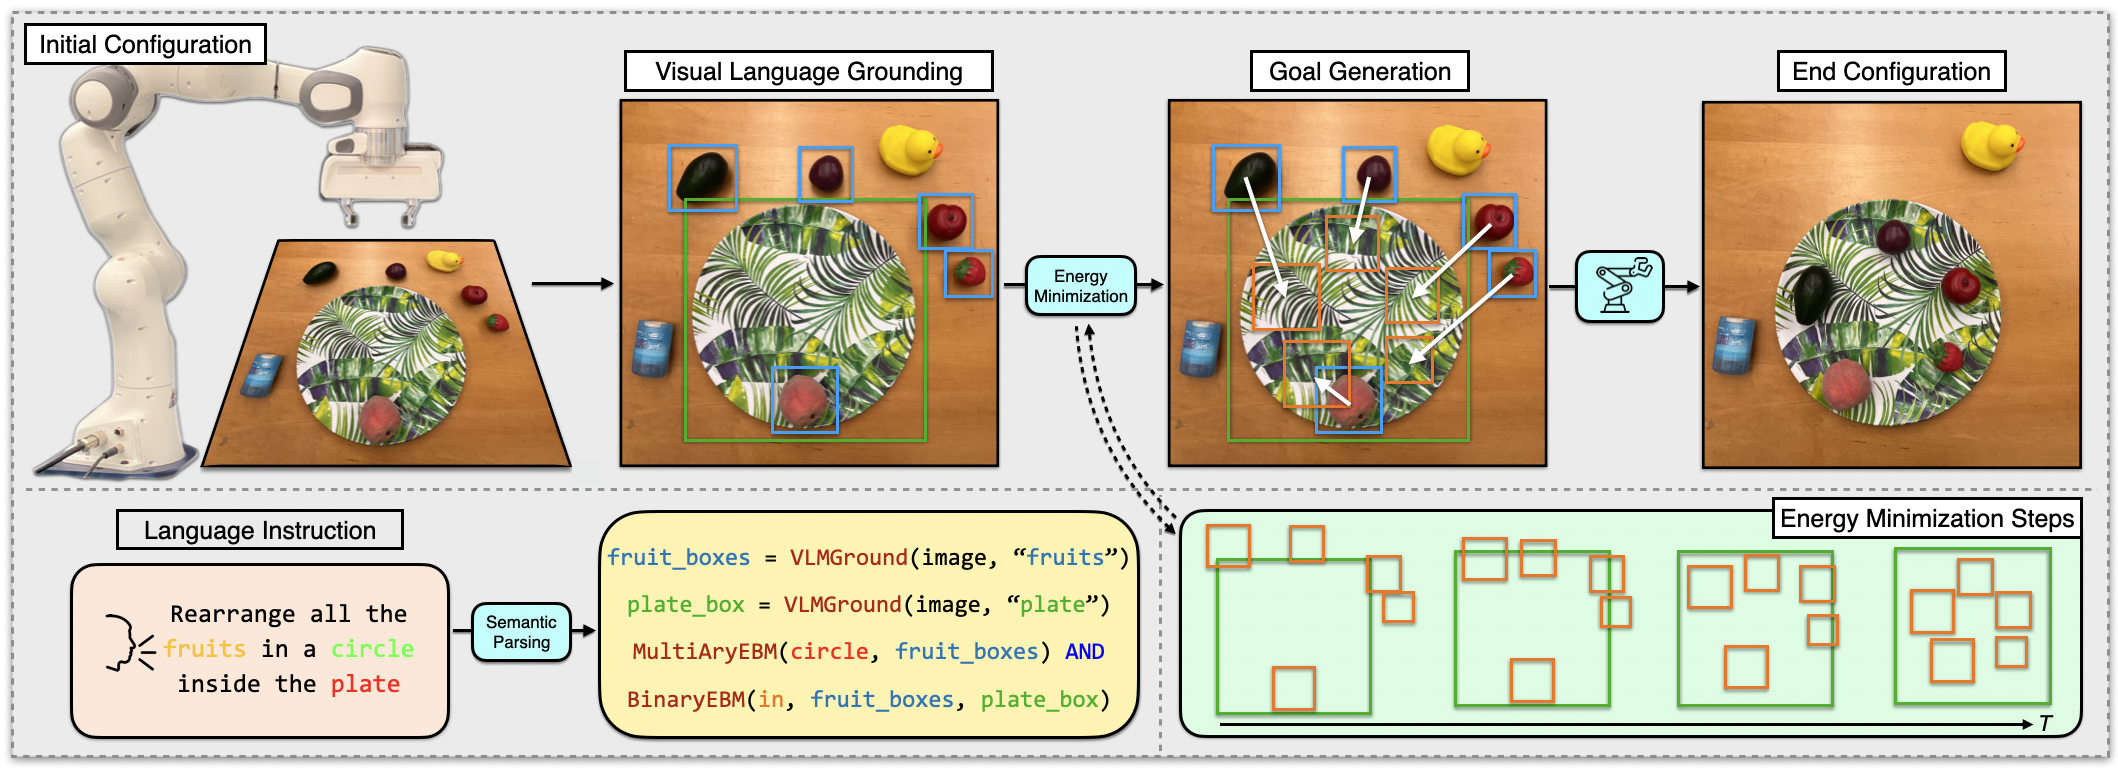 Initial Configuration
Visual Language Grounding
Goal Generation
End Configuration
Energy
Minimization
Language Instruction
Rearrange all the
fruits in a circle
inside the plate
Semantic
Parsing
fruit_boxes = VLMGround(image, “fruits”)
plate_box = VLMGround(image, “plate”)
MultiAryEBM(circle, fruit_boxes) AND
BinaryEBM(in, fruit_boxes, plate_box)
Energy Minimization Steps
T